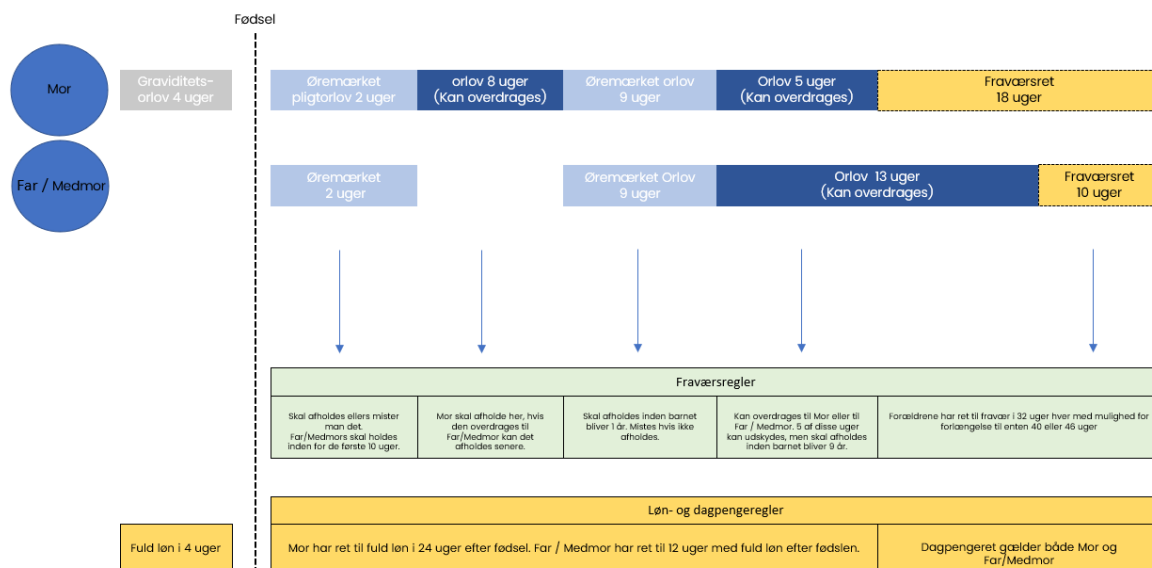 Fødsel
Mor
Graviditets-
orlov 4 uger
Øremærket
pligtorlov 2 uger
orlov 8 uger
(Kan overdrages)
Øremærket orlov
9 uger
Orlov 5 uger
(Kan overdrages)
Fraværsret
18 uger
Far / Medmor
Øremærket
2 uger
Øremærket Orlov
9 uger
Orlov 13 uger
(Kan overdrages)
Fraværsret
10 uger
Fraværsregler
Skal afholdes ellers mister
man det.
Far/Medmors skal holdes
inden for de første 10 uger.
Mor skal afholde her, hvis
den overdrages til
Far/Medmor kan det
afholdes senere.
Skal afholdes inden barnet
bliver 1 år. Mistes hvis ikke
afholdes.
Kan overdrages til Mor eller til
Far / Medmor. 5 af disse uger
kan udskydes, men skal afholdes
inden barnet bliver 9 år.
Forældrene har ret til fravær i 32 uger hver med mulighed for
forlængelse til enten 40 eller 46 uger
Løn- og dagpengeregler
Fuld løn i 4 uger
Mor har ret til fuld løn i 24 uger efter fødsel. Far / Medmor har ret til 12 uger med fuld løn efter fødslen.
Dagpengeret gælder både Mor og
Far/Medmor